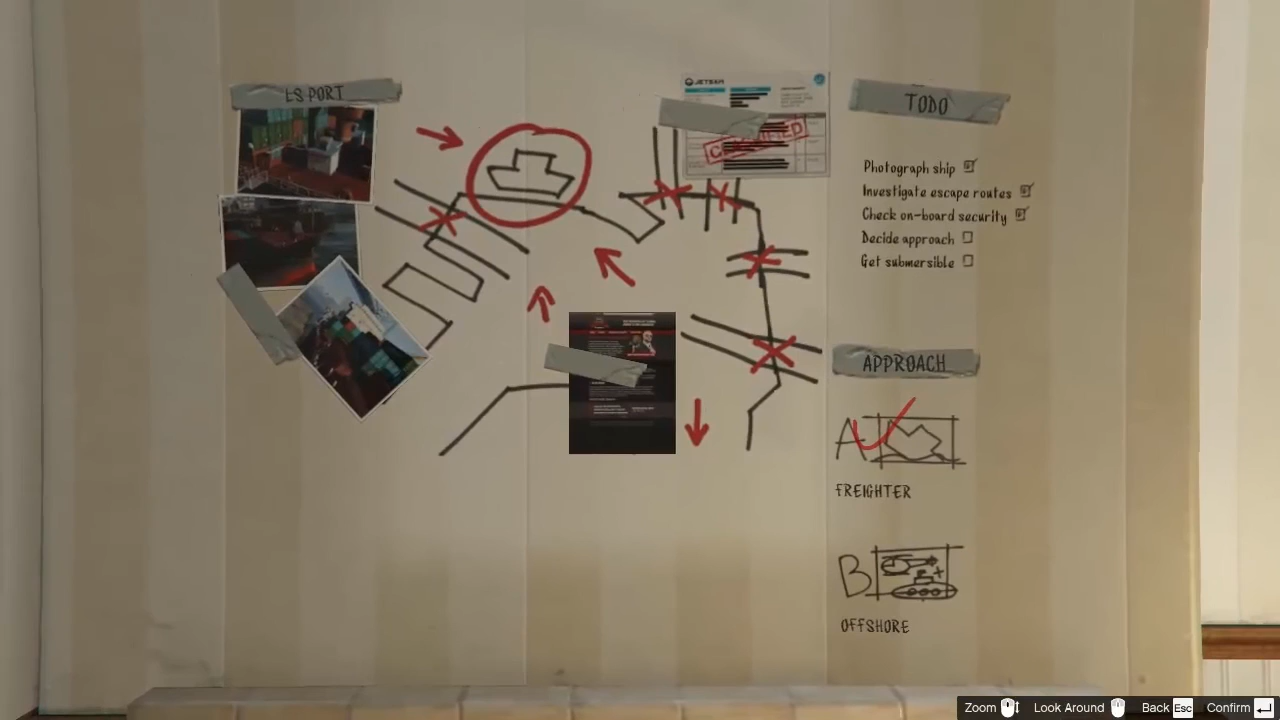 LS PORT
JETSAM
TODO
Photograph ship
Investigate escape routes
Check on-board security
Decide approach
Get submersible
APPROACH
A
FREIGHTER
B
OFFSHORE
Zoom Look Around Back Esc Confirm